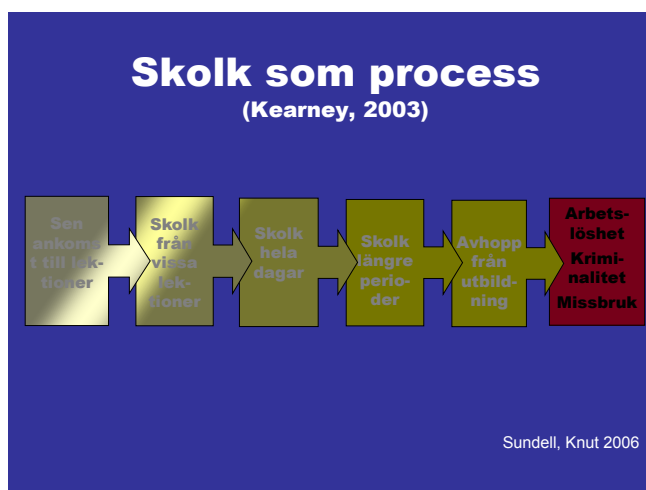 Skolk som process
(Kearney, 2003)
Sen
ankoms
t till lek-
tioner
Skolk
från
vissa
lek-
tioner
Skolk
hela
dagar
Skolk
längre
perio-
der
Avhopp
från
utbild-
ning
Arbets-
löshet
Krimi-
nalitet
Missbruk
Sundell, Knut 2006